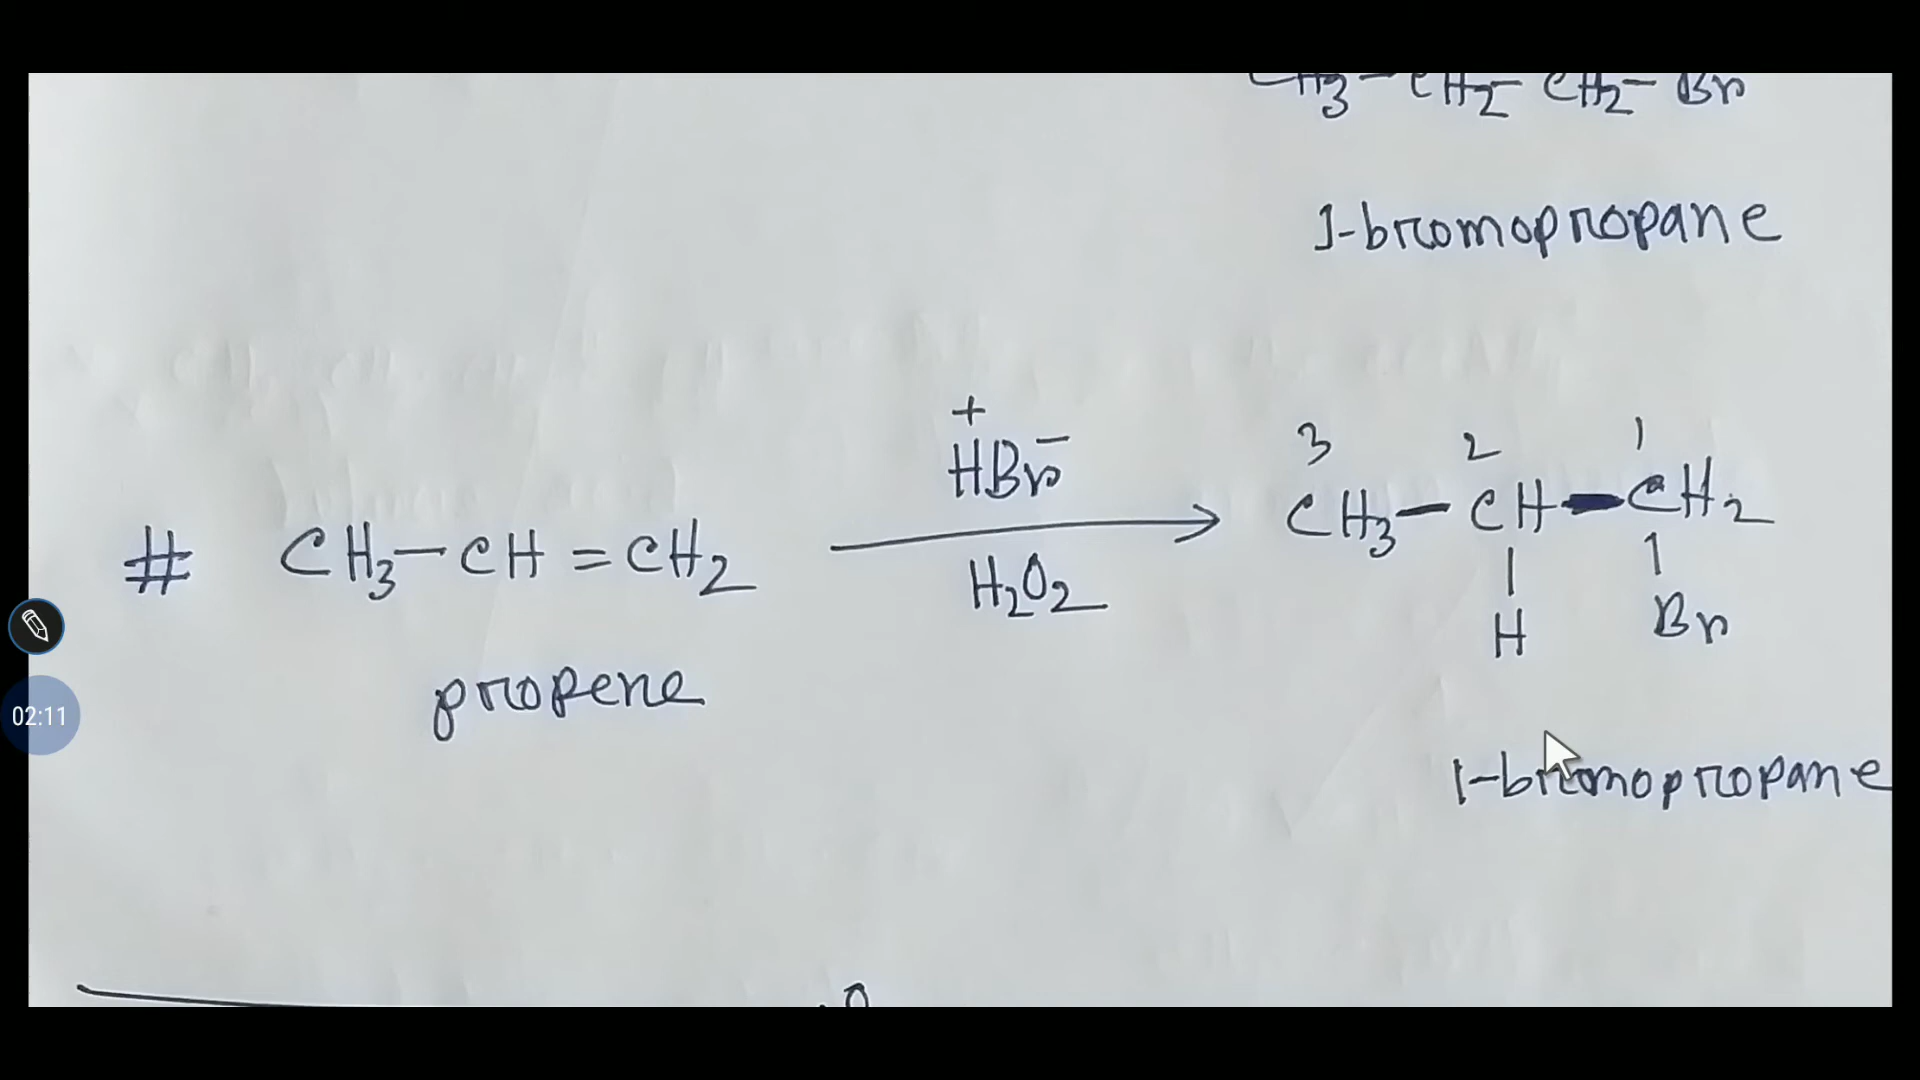 CH3-CH2-CH2-Br
1-bromopropane
+ -
HBr
3 2 1
# CH3-CH=CH2 CH3-CH-CH2
H2O2
H Br
propene
02:11
1-bromopropane